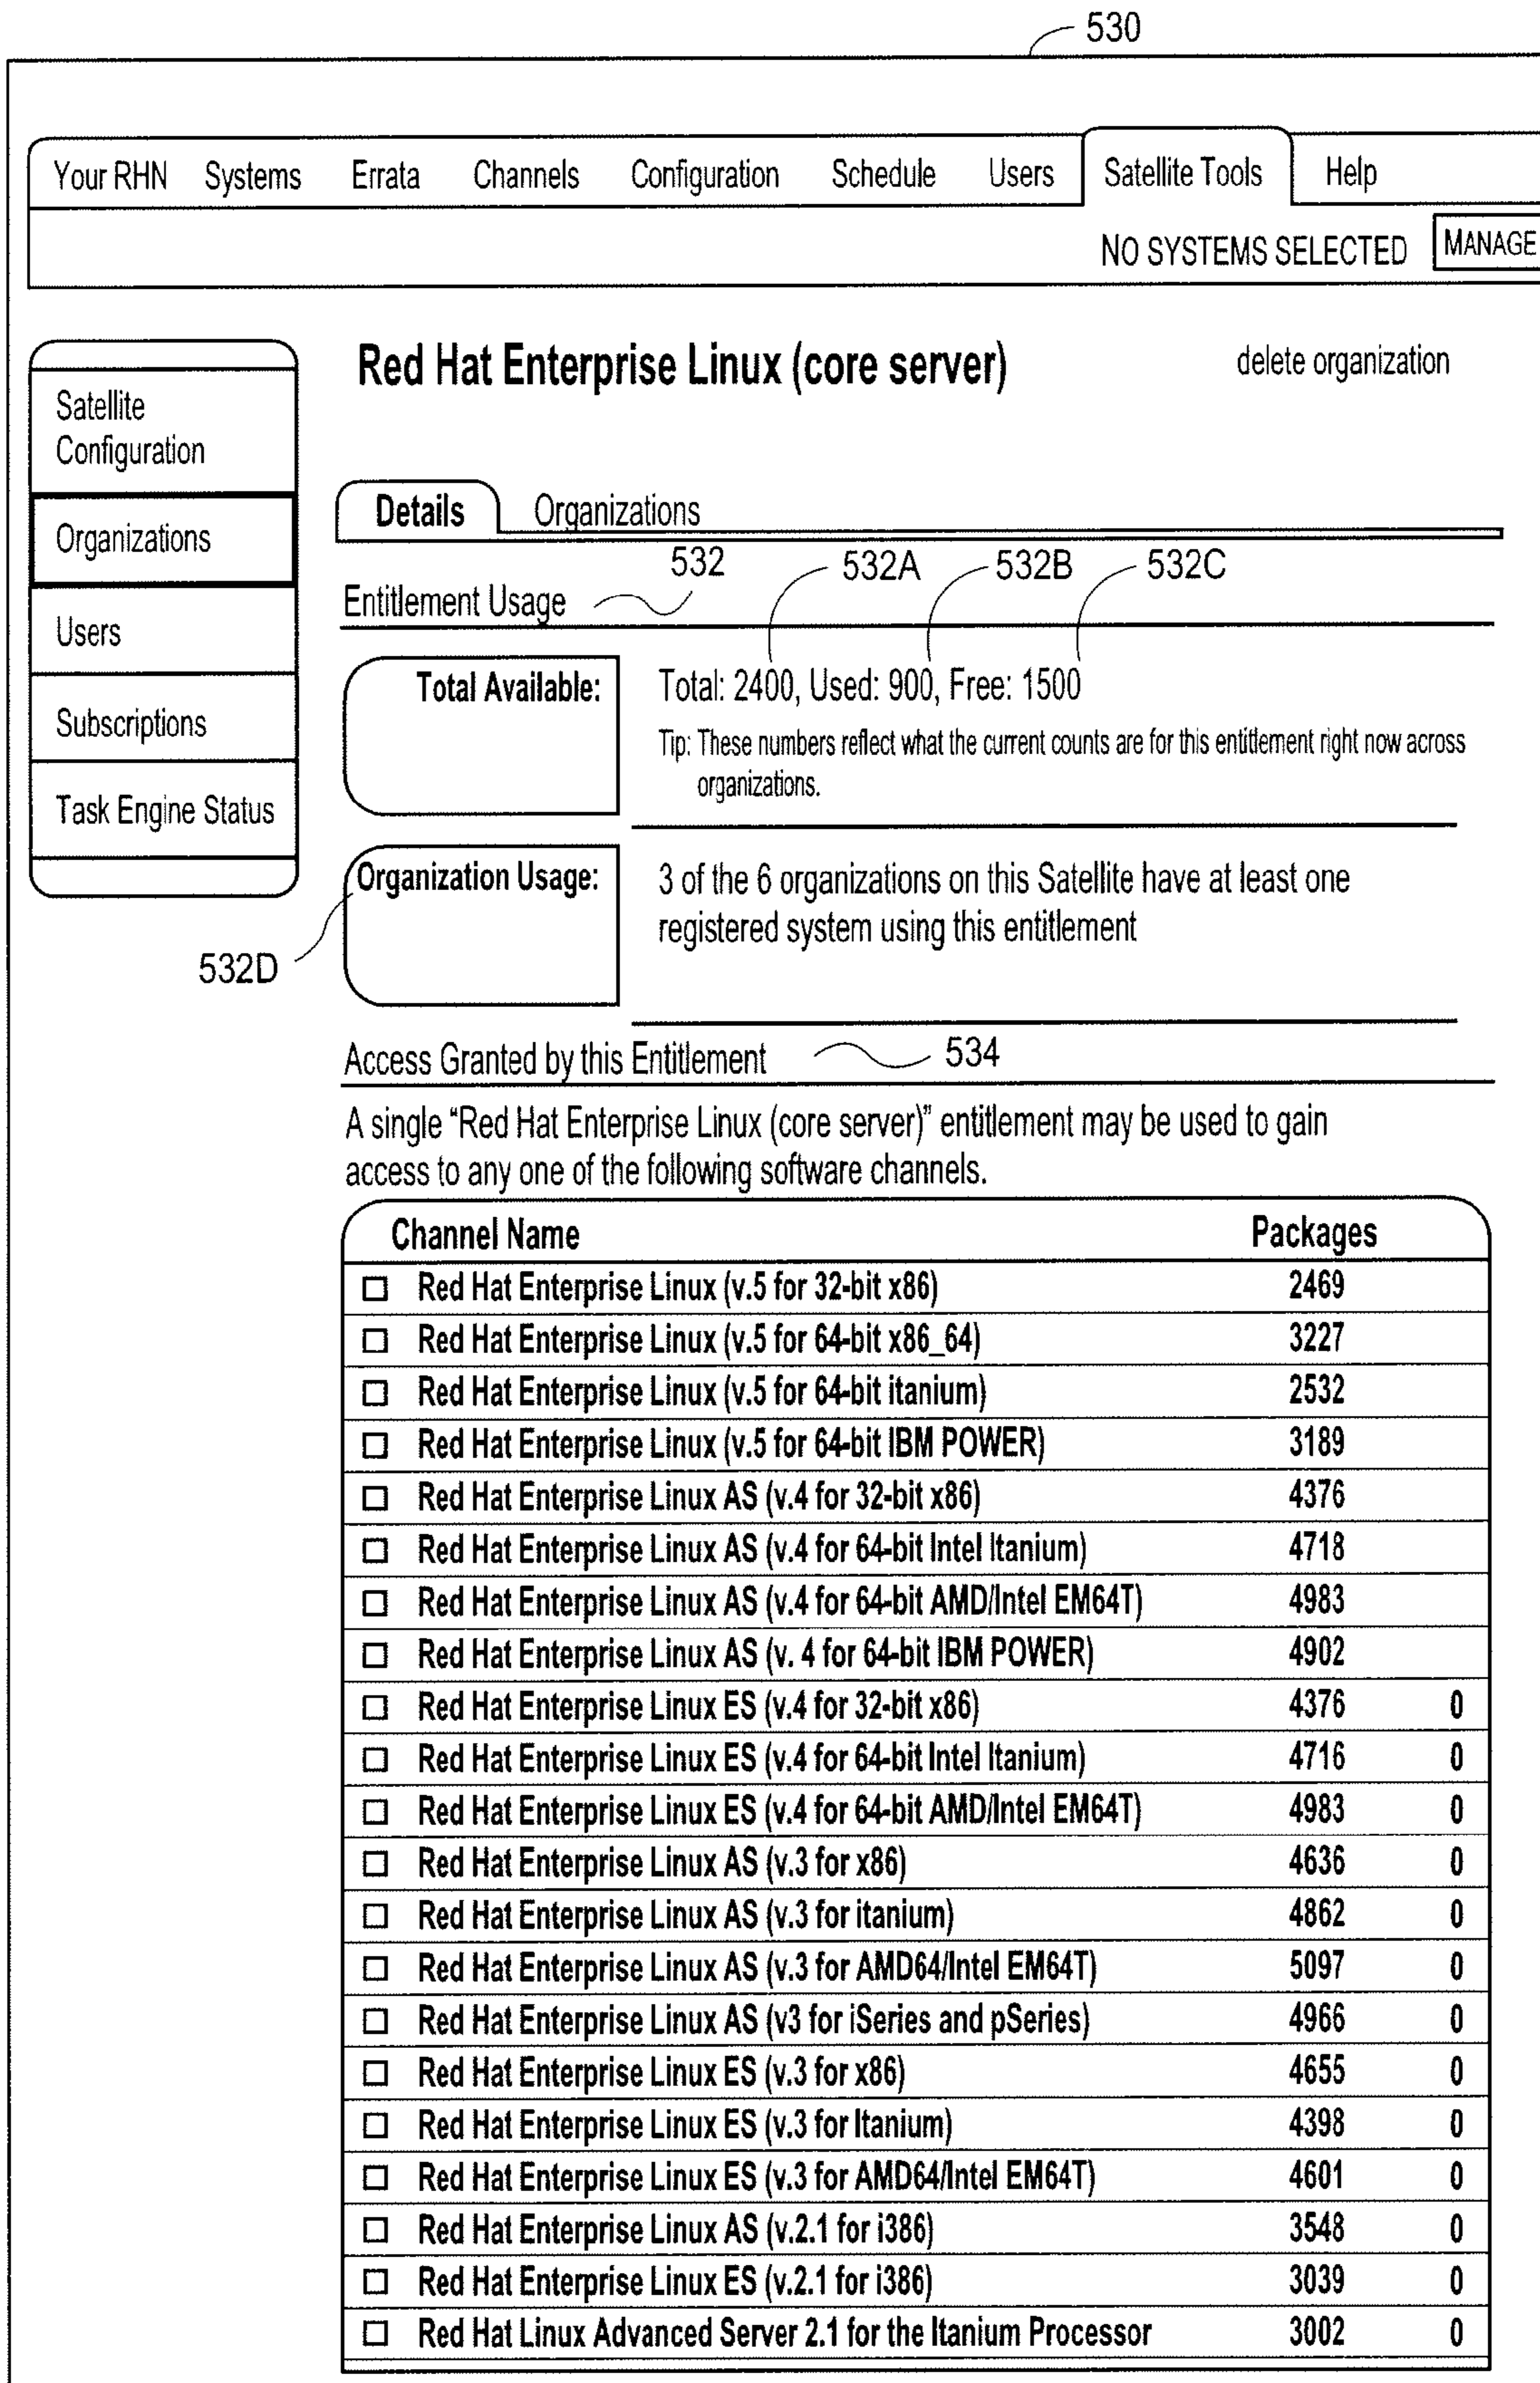 530
Your RHN Systems Errata Channels Configuration Schedule Users Satellite Tools Help
NO SYSTEMS SELECTED MANAGE
Red Hat Enterprise Linux (core server) delete organization
Satellite
Configuration
Organizations
Users
Subscriptions
Task Engine Status
Details Organizations
532 532A 532B 532C
Entitlement Usage
Total Available: Total: 2400, Used: 900, Free: 1500
Tip: These numbers reflect what the current counts are for this entitlement right now across
organizations.
Organization Usage: 3 of the 6 organizations on this Satellite have at least one
registered system using this entitlement
532D
Access Granted by this Entitlement 534
A single “Red Hat Enterprise Linux (core server)” entitlement may be used to gain
access to any one of the following software channels.
Channel Name Packages
Red Hat Enterprise Linux (v.5 for 32-bit x86) 2469
Red Hat Enterprise Linux (v.5 for 64-bit x86_64) 3227
Red Hat Enterprise Linux (v.5 for 64-bit itanium) 2532
Red Hat Enterprise Linux (v.5 for 64-bit IBM POWER) 3189
Red Hat Enterprise Linux AS (v.4 for 32-bit x86) 4376
Red Hat Enterprise Linux AS (v.4 for 64-bit Intel Itanium) 4718
Red Hat Enterprise Linux AS (v.4 for 64-bit AMD/Intel EM64T) 4983
Red Hat Enterprise Linux AS (v. 4 for 64-bit IBM POWER) 4902
Red Hat Enterprise Linux ES (v.4 for 32-bit x86) 4376 0
Red Hat Enterprise Linux ES (v.4 for 64-bit Intel Itanium) 4716 0
Red Hat Enterprise Linux ES (v.4 for 64-bit AMD/Intel EM64T) 4983 0
Red Hat Enterprise Linux AS (v.3 for x86) 4636 0
Red Hat Enterprise Linux AS (v.3 for itanium) 4862 0
Red Hat Enterprise Linux AS (v.3 for AMD64/Intel EM64T) 5097 0
Red Hat Enterprise Linux AS (v3 for iSeries and pSeries) 4966 0
Red Hat Enterprise Linux ES (v.3 for x86) 4655 0
Red Hat Enterprise Linux ES (v.3 for Itanium) 4398 0
Red Hat Enterprise Linux ES (v.3 for AMD64/Intel EM64T) 4601 0
Red Hat Enterprise Linux AS (v.2.1 for i386) 3548 0
Red Hat Enterprise Linux ES (v.2.1 for i386) 3039 0
Red Hat Linux Advanced Server 2.1 for the Itanium Processor 3002 0